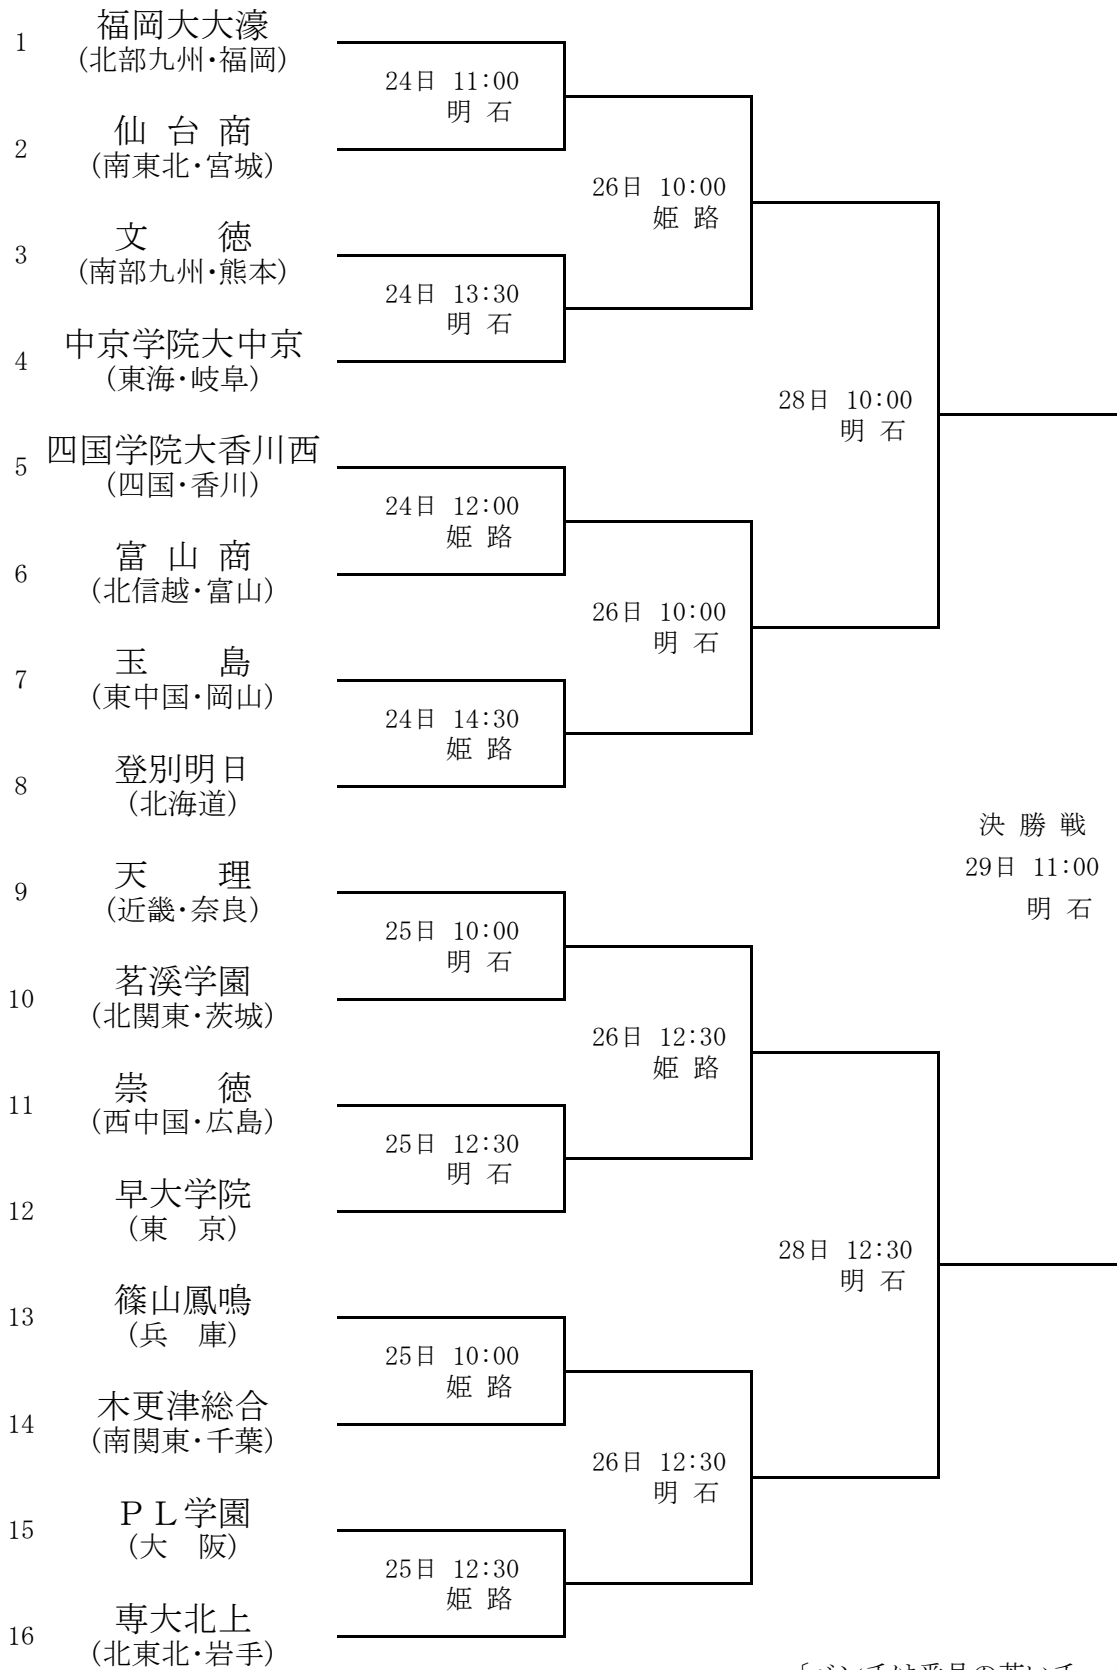 1 福岡大大濠
(北部九州・福岡)
24日 11:00
明 石
2 仙 台 商
(南東北・宮城)
26日 10:00
姫 路
3 文 徳
(南部九州・熊本)
24日 13:30
明 石
4 中京学院大中京
(東海・岐阜)
28日 10:00
明 石
5 四国学院大香川西
(四国・香川)
24日 12:00
姫 路
6 富 山 商
(北信越・富山)
26日 10:00
明 石
7 玉 島
(東中国・岡山)
24日 14:30
姫 路
8 登別明日
(北海道)
決 勝 戦
29日 11:00
明 石
9 天 理
(近畿・奈良)
25日 10:00
明 石
10 茗溪学園
(北関東・茨城)
26日 12:30
姫 路
11 崇 徳
(西中国・広島)
25日 12:30
明 石
12 早大学院
(東 京)
28日 12:30
明 石
13 篠山鳳鳴
(兵 庫)
25日 10:00
姫 路
14 木更津総合
(南関東・千葉)
26日 12:30
明 石
15 PL学園
(大 阪)
25日 12:30
姫 路
16 専大北上
(北東北・岩手)